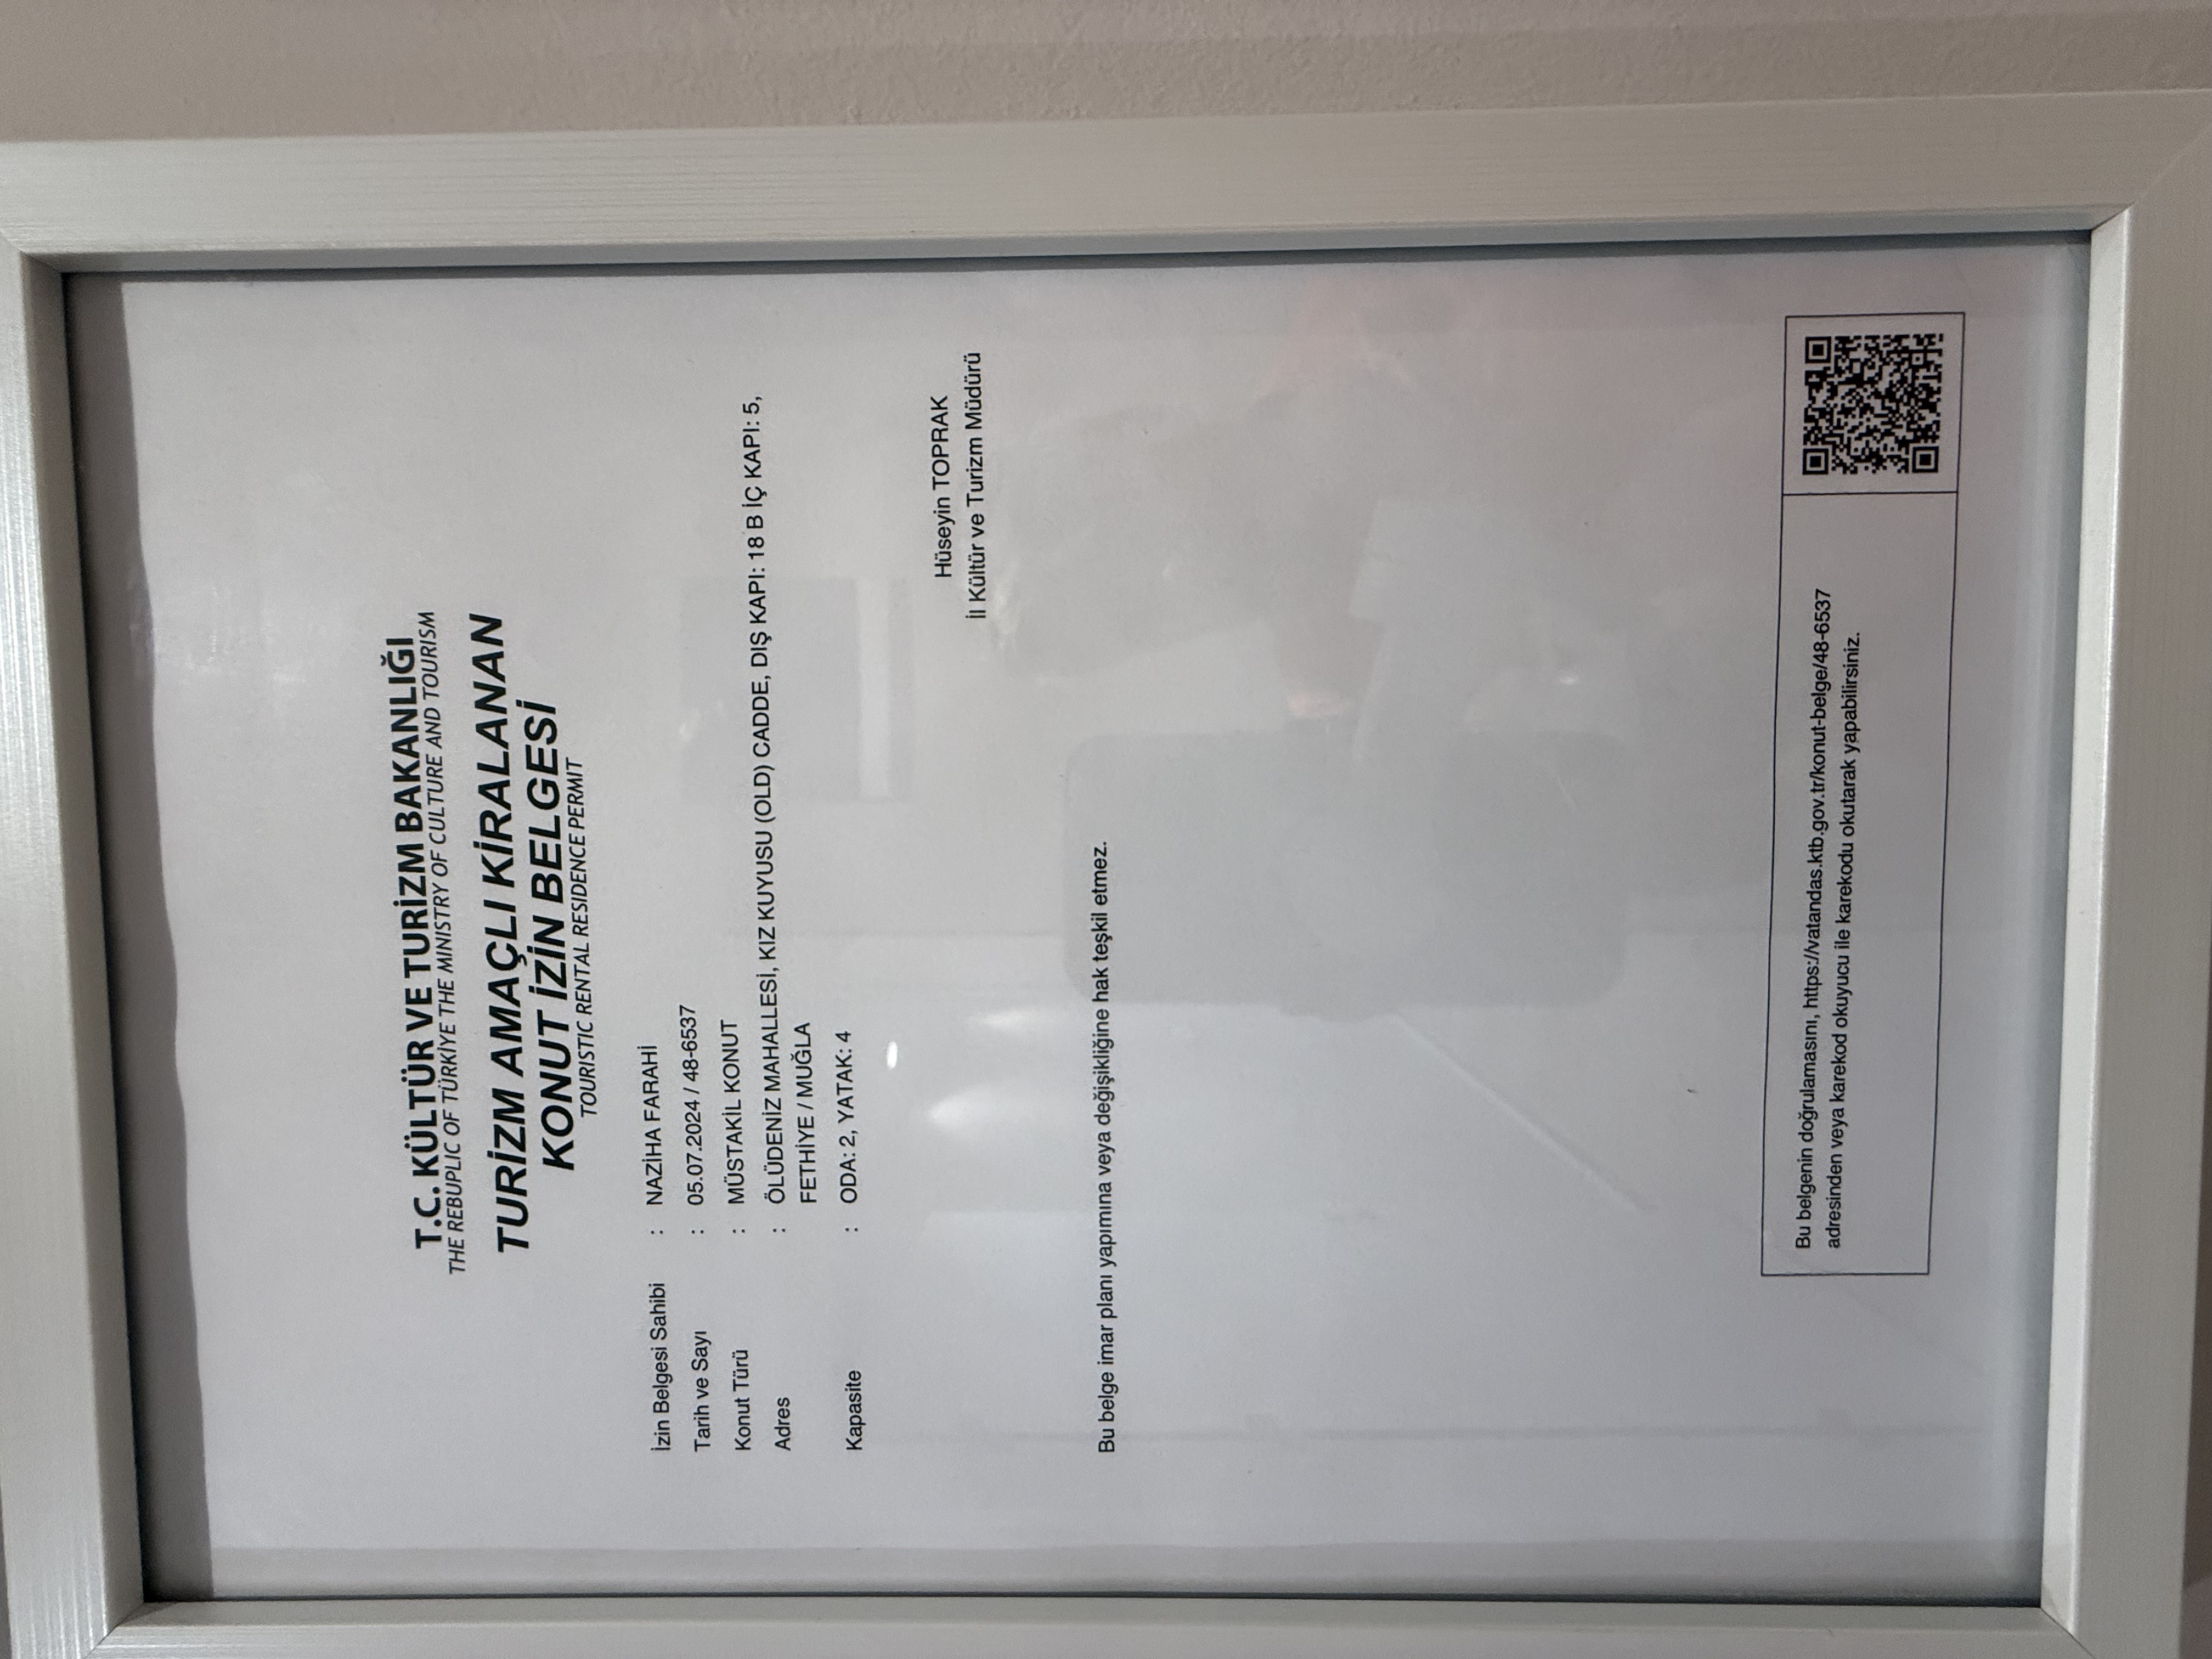 T.C. KÜLTÜR VE TURİZM BAKANLIĞI
THE REBUPLIC OF TÜRKİYE THE MINISTRY OF CULTURE AND TOURISM
TURİZM AMAÇLI KİRALANAN
KONUT İZİN BELGESİ
TOURISTIC RENTAL RESIDENCE PERMIT
İzin Belgesi Sahibi : NAZİHA FARAHİ
Tarih ve Sayı : 05.07.2024 / 48-6537
Konut Türü : MÜSTAKİL KONUT
Adres : ÖLÜDENİZ MAHALLESİ, KIZ KUYUSU (OLD) CADDE, DIŞ KAPI: 18 B İÇ KAPI: 5,
FETHİYE / MUĞLA
Kapasite : ODA: 2, YATAK: 4
Hüseyin TOPRAK
İl Kültür ve Turizm Müdürü
Bu belge imar planı yapımına veya değişikliğine hak teşkil etmez.
Bu belgenin doğrulamasını, https://vatandas.ktb.gov.tr/konut-belge/48-6537
adresinden veya karekod okuyucu ile karekodu okutarak yapabilirsiniz.